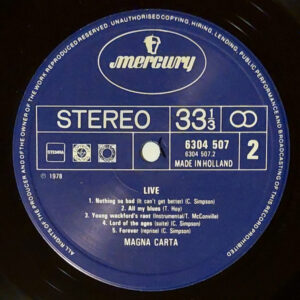 ALL RIGHTS OF THE PRODUCER AND OF THE OWNER OF THE WORK REPRODUCED RESERVED. UNAUTHORISED COPYING, HIRING, LENDING, PUBLIC PERFORMANCE AND BROADCASTING OF THIS RECORD PROHIBITED
mercury
STEREO 33 1/3
STEMRA
6304 507
6304 507.2
MADE IN HOLLAND
2
Ⓟ 1978
LIVE
1. Nothing so bad (It can't get better) (C. Simpson)
2. All my blues (T. Hoy)
3. Young wackford's rant (Instrumental/T. McConville)
4. Lord of the ages (suite) (C. Simpson)
5. Forever (reprise) (C. Simpson)
MAGNA CARTA